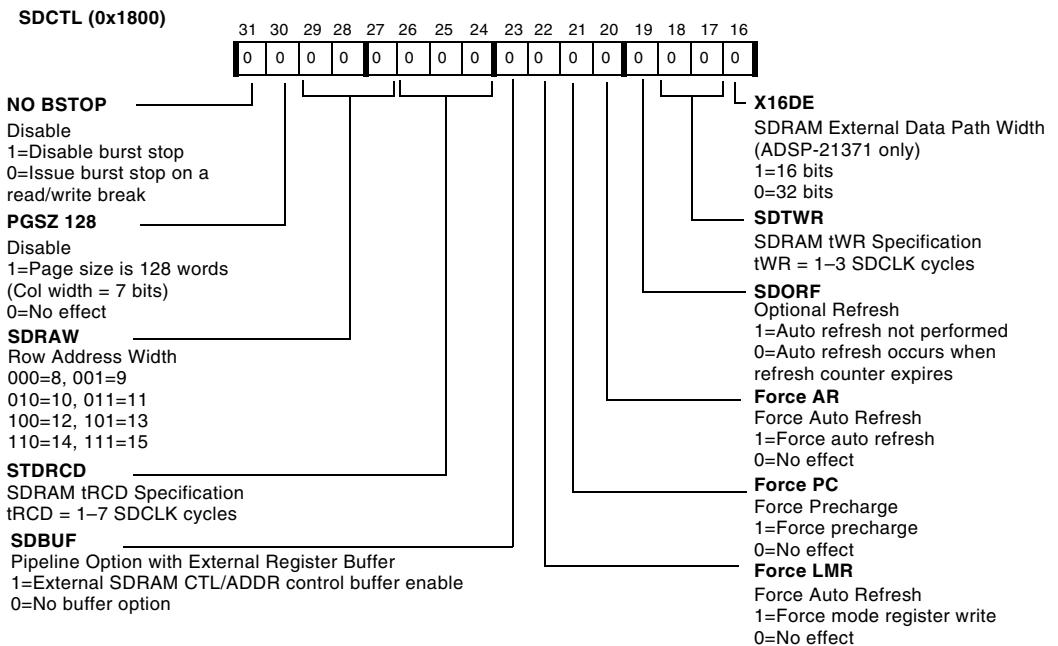 SDCTL (0x1800)
31 30 29 28 27 26 25 24 23 22 21 20 19 18 17 16
0 0 0 0 0 0 0 0 0 0 0 0 0 0 0 0
NO BSTOP
Disable
1=Disable burst stop
0=Issue burst stop on a
read/write break
PGSZ 128
Disable
1=Page size is 128 words
(Col width = 7 bits)
0=No effect
SDRAW
Row Address Width
000=8, 001=9
010=10, 011=11
100=12, 101=13
110=14, 111=15
STDRCD
SDRAM tRCD Specification
tRCD = 1–7 SDCLK cycles
SDBUF
Pipeline Option with External Register Buffer
1=External SDRAM CTL/ADDR control buffer enable
0=No buffer option
X16DE
SDRAM External Data Path Width
(ADSP-21371 only)
1=16 bits
0=32 bits
SDTWR
SDRAM tWR Specification
tWR = 1–3 SDCLK cycles
SDORF
Optional Refresh
1=Auto refresh not performed
0=Auto refresh occurs when
refresh counter expires
Force AR
Force Auto Refresh
1=Force auto refresh
0=No effect
Force PC
Force Precharge
1=Force precharge
0=No effect
Force LMR
Force Auto Refresh
1=Force mode register write
0=No effect